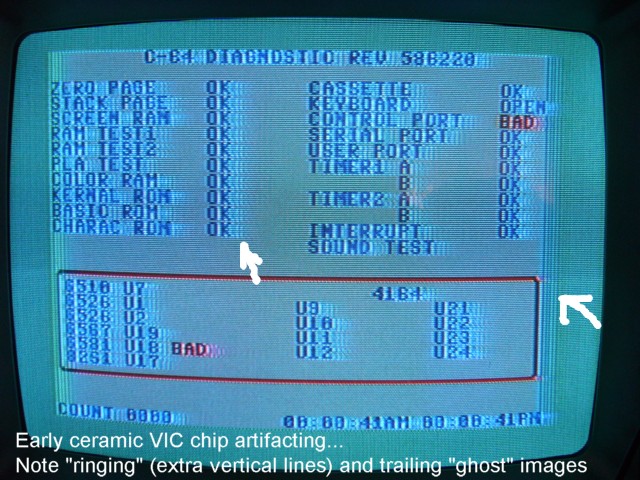 C-64 DIAGNOSTIC REV 586220
ZERO PAGE OK CASSETTE OK
STACK PAGE OK KEYBOARD OPEN
SCREEN RAM OK CONTROL PORT BAD
RAM TEST1 OK SERIAL PORT OK
RAM TEST2 OK USER PORT OK
PLA TEST OK TIMER1 A OK
COLOR RAM OK B OK
KERNAL ROM OK TIMER2 A OK
BASIC ROM OK B OK
CHARAC ROM OK INTERRUPT OK
SOUND TEST
6510 U7 4164
6526 U1 U9 U21
6526 U2 U10 U22
6567 U19 U11 U23
6581 U18 BAD U12 U24
8251 U17
COUNT 0000 00:00:41AM 00:00:41PM
Early ceramic VIC chip artifacting...
Note "ringing" (extra vertical lines) and trailing "ghost" images